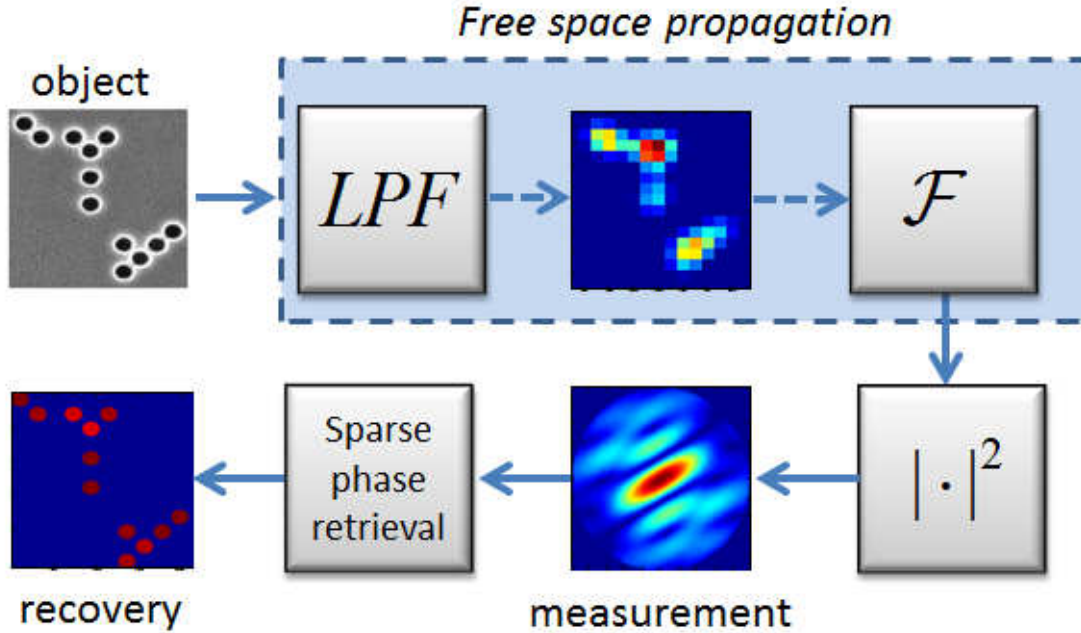 Free space propagation
object
LPF
ℱ
|·|²
Sparse
phase
retrieval
recovery
measurement